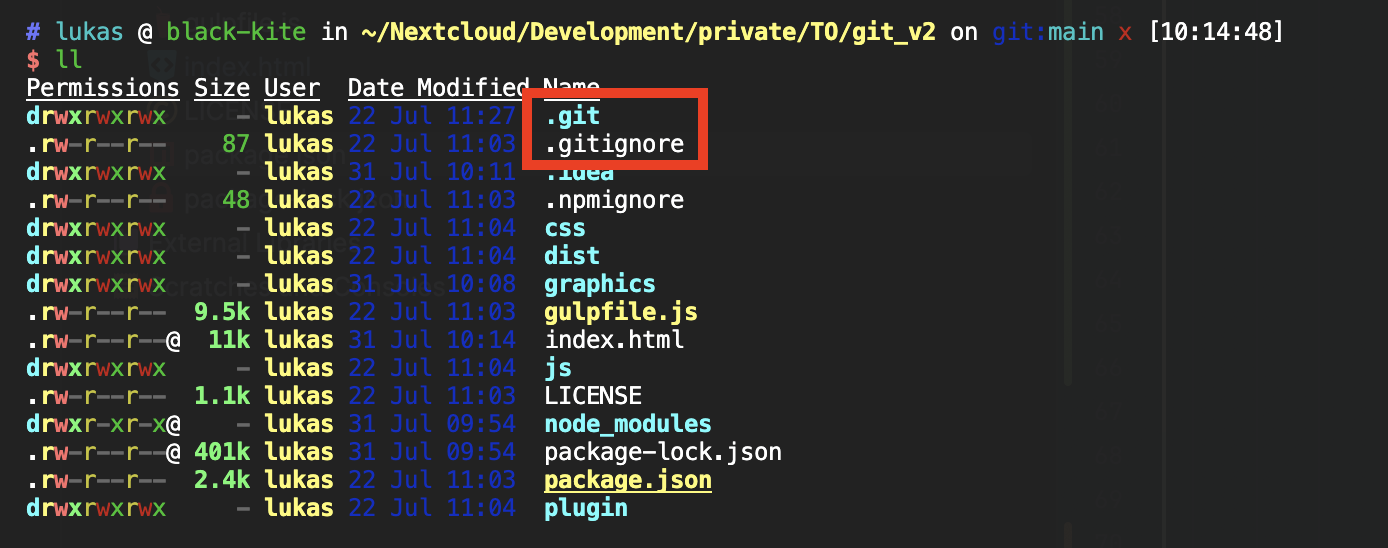 # lukas @ black-kite in ~/Nextcloud/Development/private/TO/git_v2 on git:main x [10:14:48]
$ ll
Permissions Size User Date Modified Name
drwxrwxrwx - lukas 22 Jul 11:27 .git
.rw-r--r-- 87 lukas 22 Jul 11:03 .gitignore
drwxrwxrwx - lukas 31 Jul 10:11 .idea
.rw-r--r-- 48 lukas 22 Jul 11:03 .npmignore
drwxrwxrwx - lukas 22 Jul 11:04 css
drwxrwxrwx - lukas 22 Jul 11:04 dist
drwxrwxrwx - lukas 31 Jul 10:08 graphics
.rw-r--r-- 9.5k lukas 22 Jul 11:03 gulpfile.js
.rw-r--r--@ 11k lukas 31 Jul 10:14 index.html
drwxrwxrwx - lukas 22 Jul 11:04 js
.rw-r--r-- 1.1k lukas 22 Jul 11:03 LICENSE
drwxr-xr-x@ - lukas 31 Jul 09:54 node_modules
.rw-r--r--@ 401k lukas 31 Jul 09:54 package-lock.json
.rw-r--r-- 2.4k lukas 22 Jul 11:03 package.json
drwxrwxrwx - lukas 22 Jul 11:04 plugin